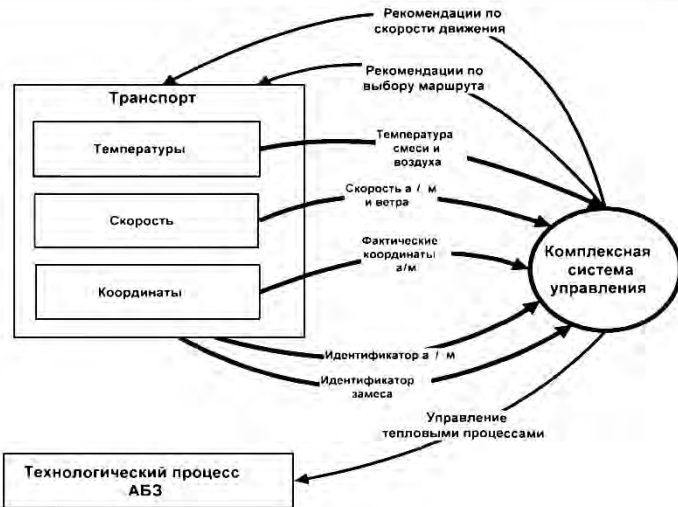 Рекомендации по
скорости движения
Рекомендации по
выбору маршрута
Транспорт
Температуры
Температура
смеси и
воздуха
Скорость
Скорость а / м
и ветра
Координаты
Фактические
координаты
а/м
Комплексная
система
управления
Идентификатор а / м
Идентификатор
замеса
Управление
тепловыми процессами
Технологический процесс
АБЗ